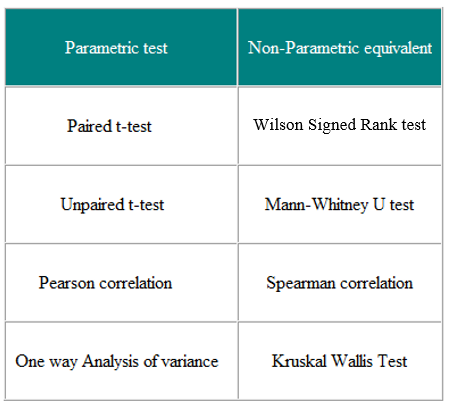 Parametric test Non-Parametric equivalent
Paired t-test Wilson Signed Rank test
Unpaired t-test Mann-Whitney U test
Pearson correlation Spearman correlation
One way Analysis of variance Kruskal Wallis Test